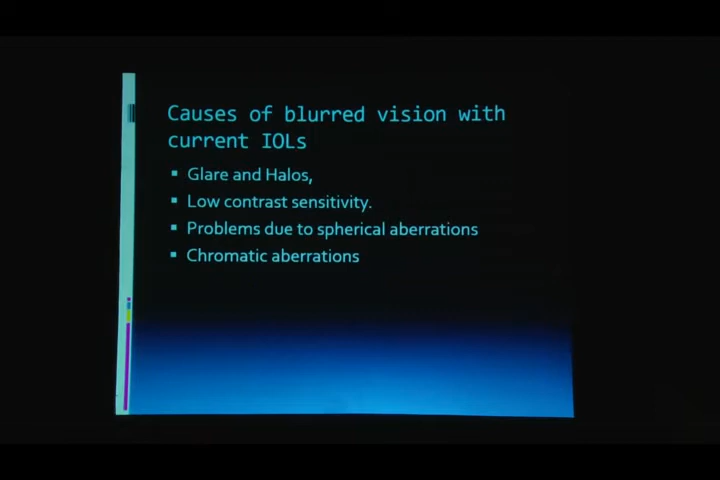 Causes of blurred vision with
current IOLs
▪ Glare and Halos,
▪ Low contrast sensitivity.
▪ Problems due to spherical aberrations
▪ Chromatic aberrations